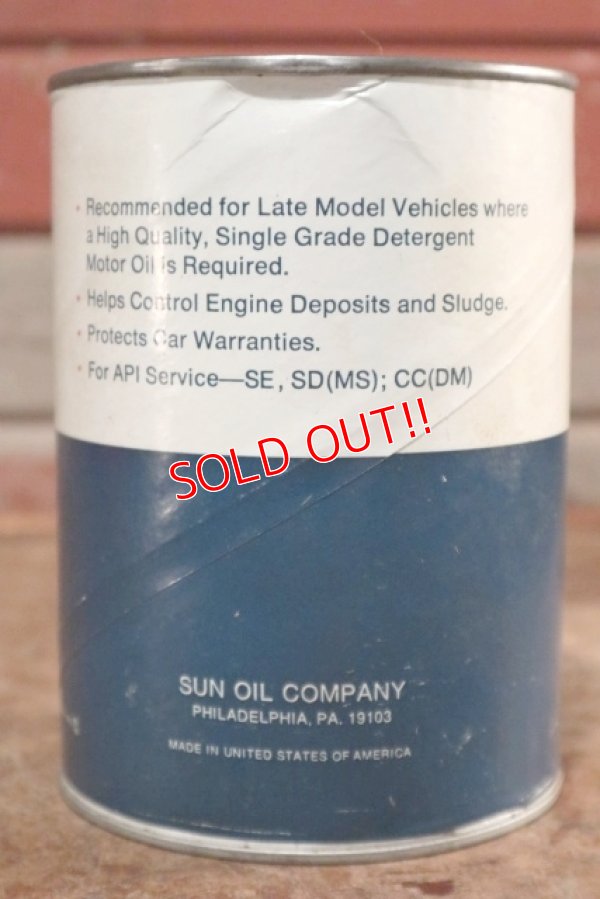 • Recommended for Late Model Vehicles where
a High Quality, Single Grade Detergent
Motor Oil is Required.
• Helps Control Engine Deposits and Sludge.
• Protects Car Warranties.
• For API Service—SE, SD(MS); CC(DM)
SOLD OUT!!
SUN OIL COMPANY
PHILADELPHIA, PA. 19103
MADE IN UNITED STATES OF AMERICA